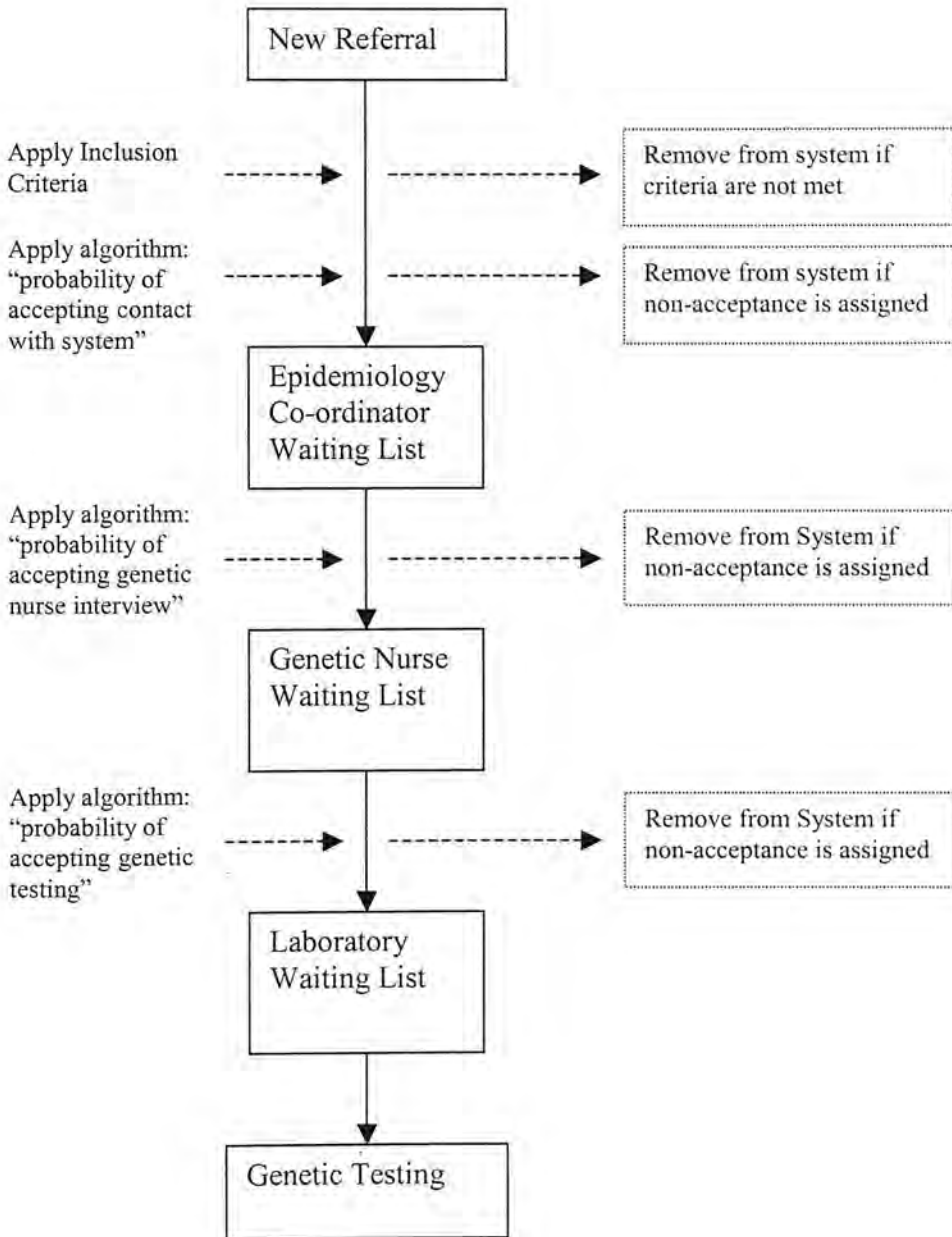 New Referral
Apply Inclusion
Criteria
Remove from system if
criteria are not met
Apply algorithm:
“probability of
accepting contact
with system”
Remove from system if
non-acceptance is assigned
Epidemiology
Co-ordinator
Waiting List
Apply algorithm:
“probability of
accepting genetic
nurse interview”
Remove from System if
non-acceptance is assigned
Genetic Nurse
Waiting List
Apply algorithm:
“probability of
accepting genetic
testing”
Remove from System if
non-acceptance is assigned
Laboratory
Waiting List
Genetic Testing